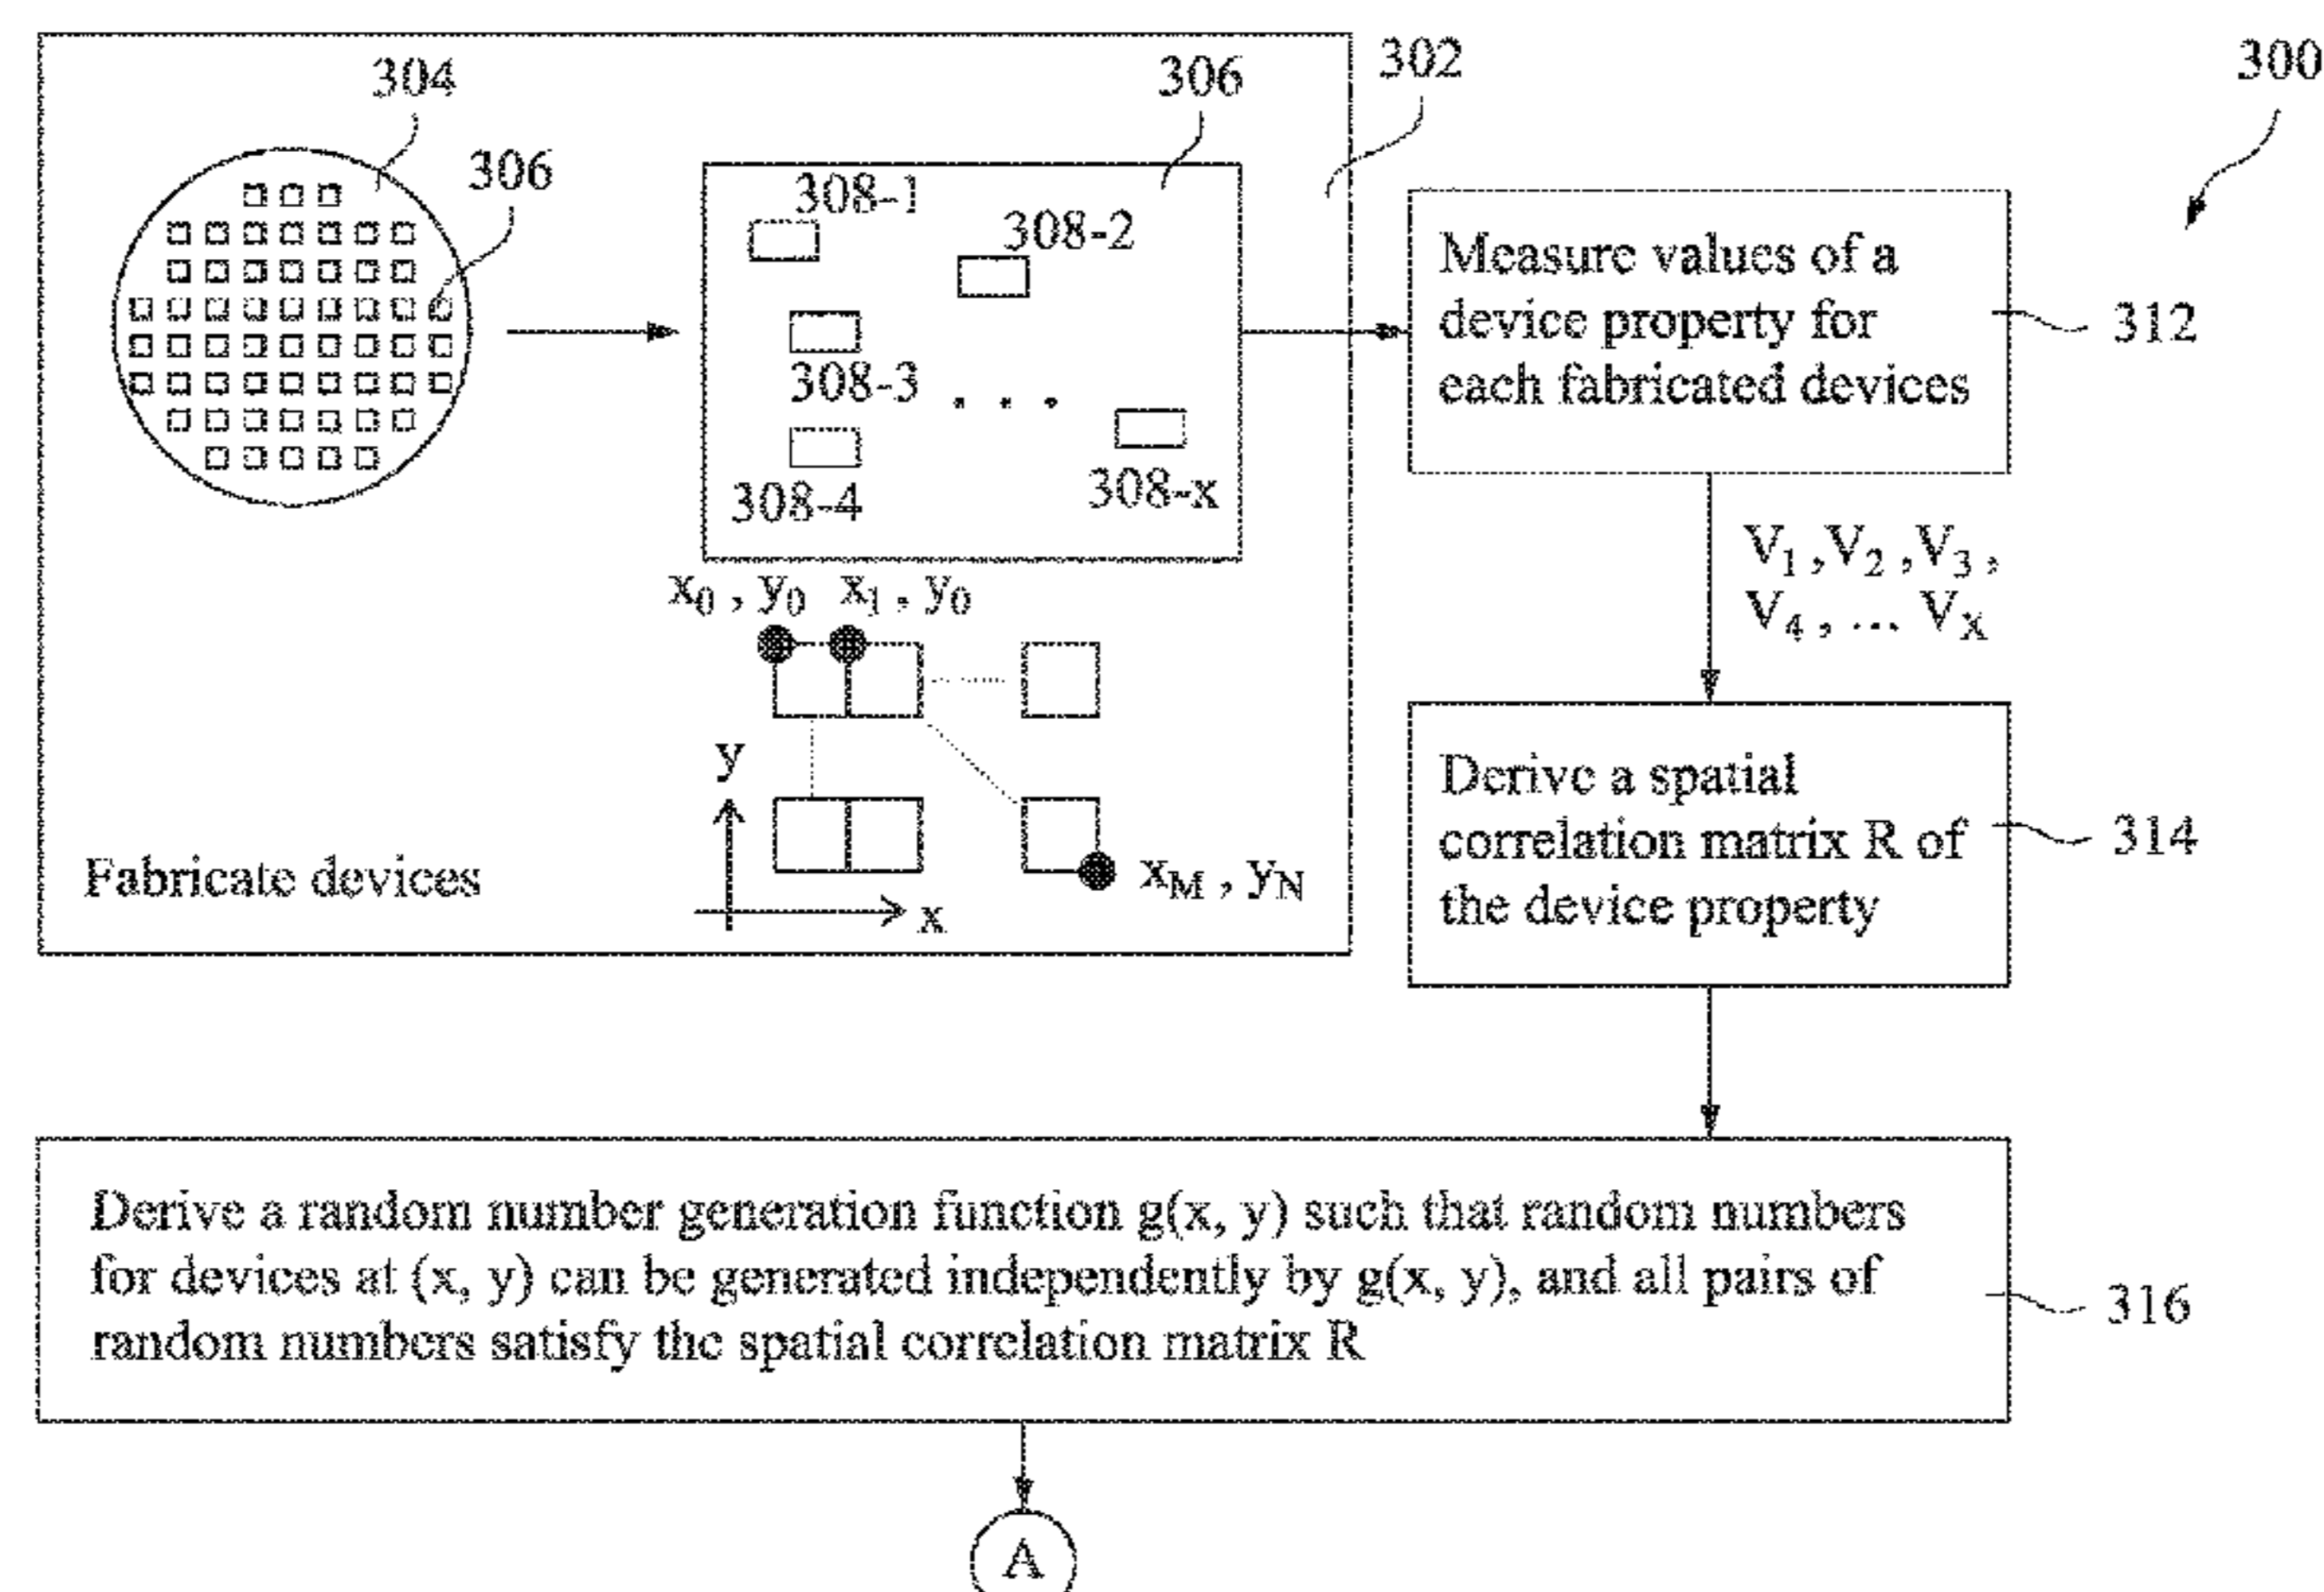 304
306
302
300
306
308-1
308-2
308-3
. . .
308-4
308-x
Measure values of a
device property for
each fabricated devices
312
V1 , V2 , V3 ,
V4 , ... VX
x0 , y0 x1 , y0
y
x
xM , yN
Fabricate devices
Derive a spatial
correlation matrix R of
the device property
314
Derive a random number generation function g(x, y) such that random numbers
for devices at (x, y) can be generated independently by g(x, y), and all pairs of
random numbers satisfy the spatial correlation matrix R
316
A